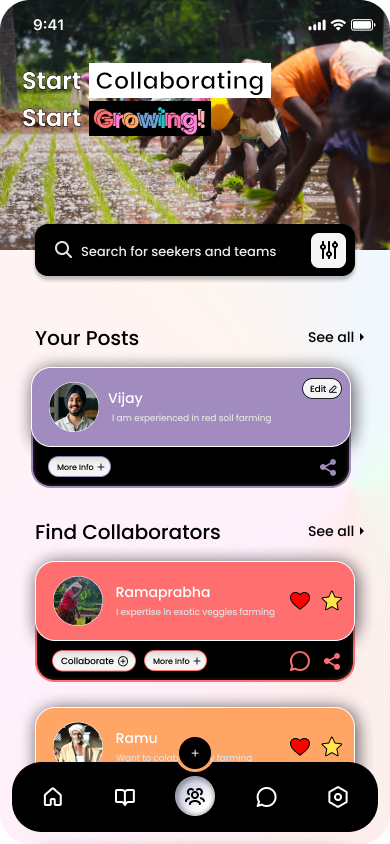 9:41
Start Collaborating
Start Growing!
Search for seekers and teams
Your Posts
See all
Edit
Vijay
I am experienced in red soil farming
More Info
Find Collaborators
See all
Ramaprabha
I expertise in exotic veggies farming
Collaborate
More Info
Ramu
Want to farming